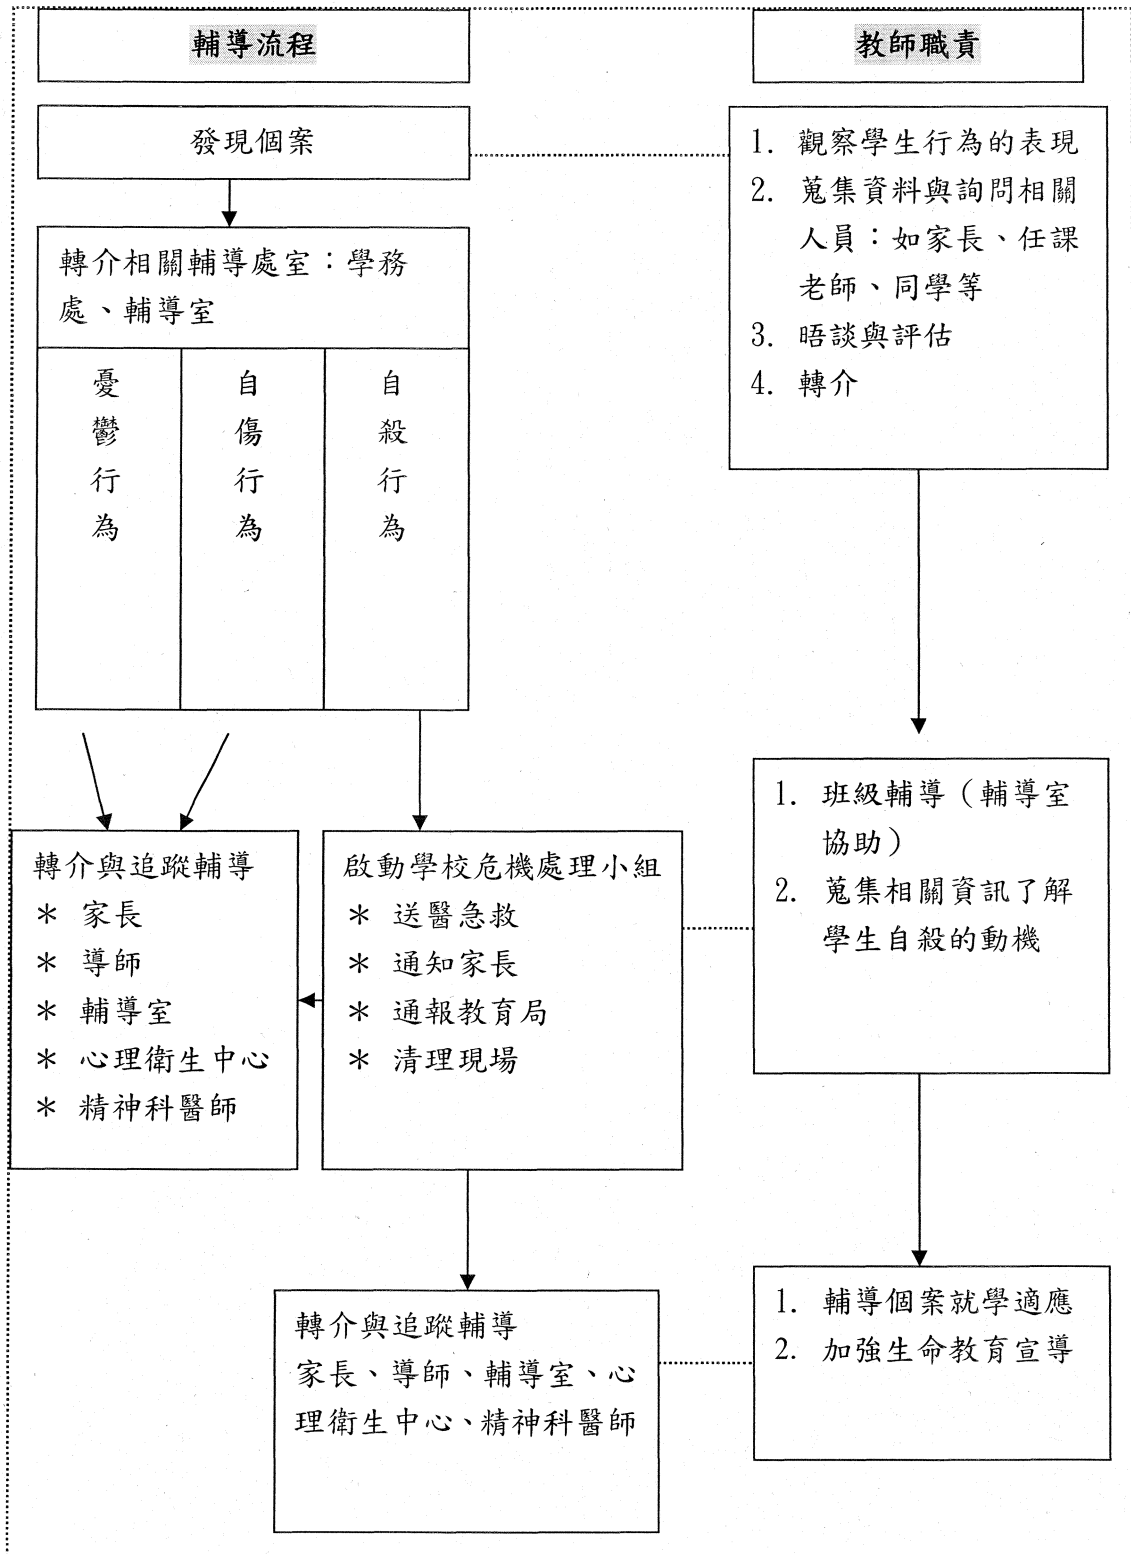 輔導流程
教師職責
發現個案
1. 觀察學生行為的表現
2. 蒐集資料與詢問相關
人員：如家長、任課
老師、同學等
3. 晤談與評估
4. 轉介
轉介相關輔導處室：學務
處、輔導室
憂鬱行為
自傷行為
自殺行為
1. 班級輔導（輔導室
協助）
2. 蒐集相關資訊了解
學生自殺的動機
轉介與追蹤輔導
＊ 家長
＊ 導師
＊ 輔導室
＊ 心理衛生中心
＊ 精神科醫師
啟動學校危機處理小組
＊ 送醫急救
＊ 通知家長
＊ 通報教育局
＊ 清理現場
轉介與追蹤輔導
家長、導師、輔導室、心
理衛生中心、精神科醫師
1. 輔導個案就學適應
2. 加強生命教育宣導